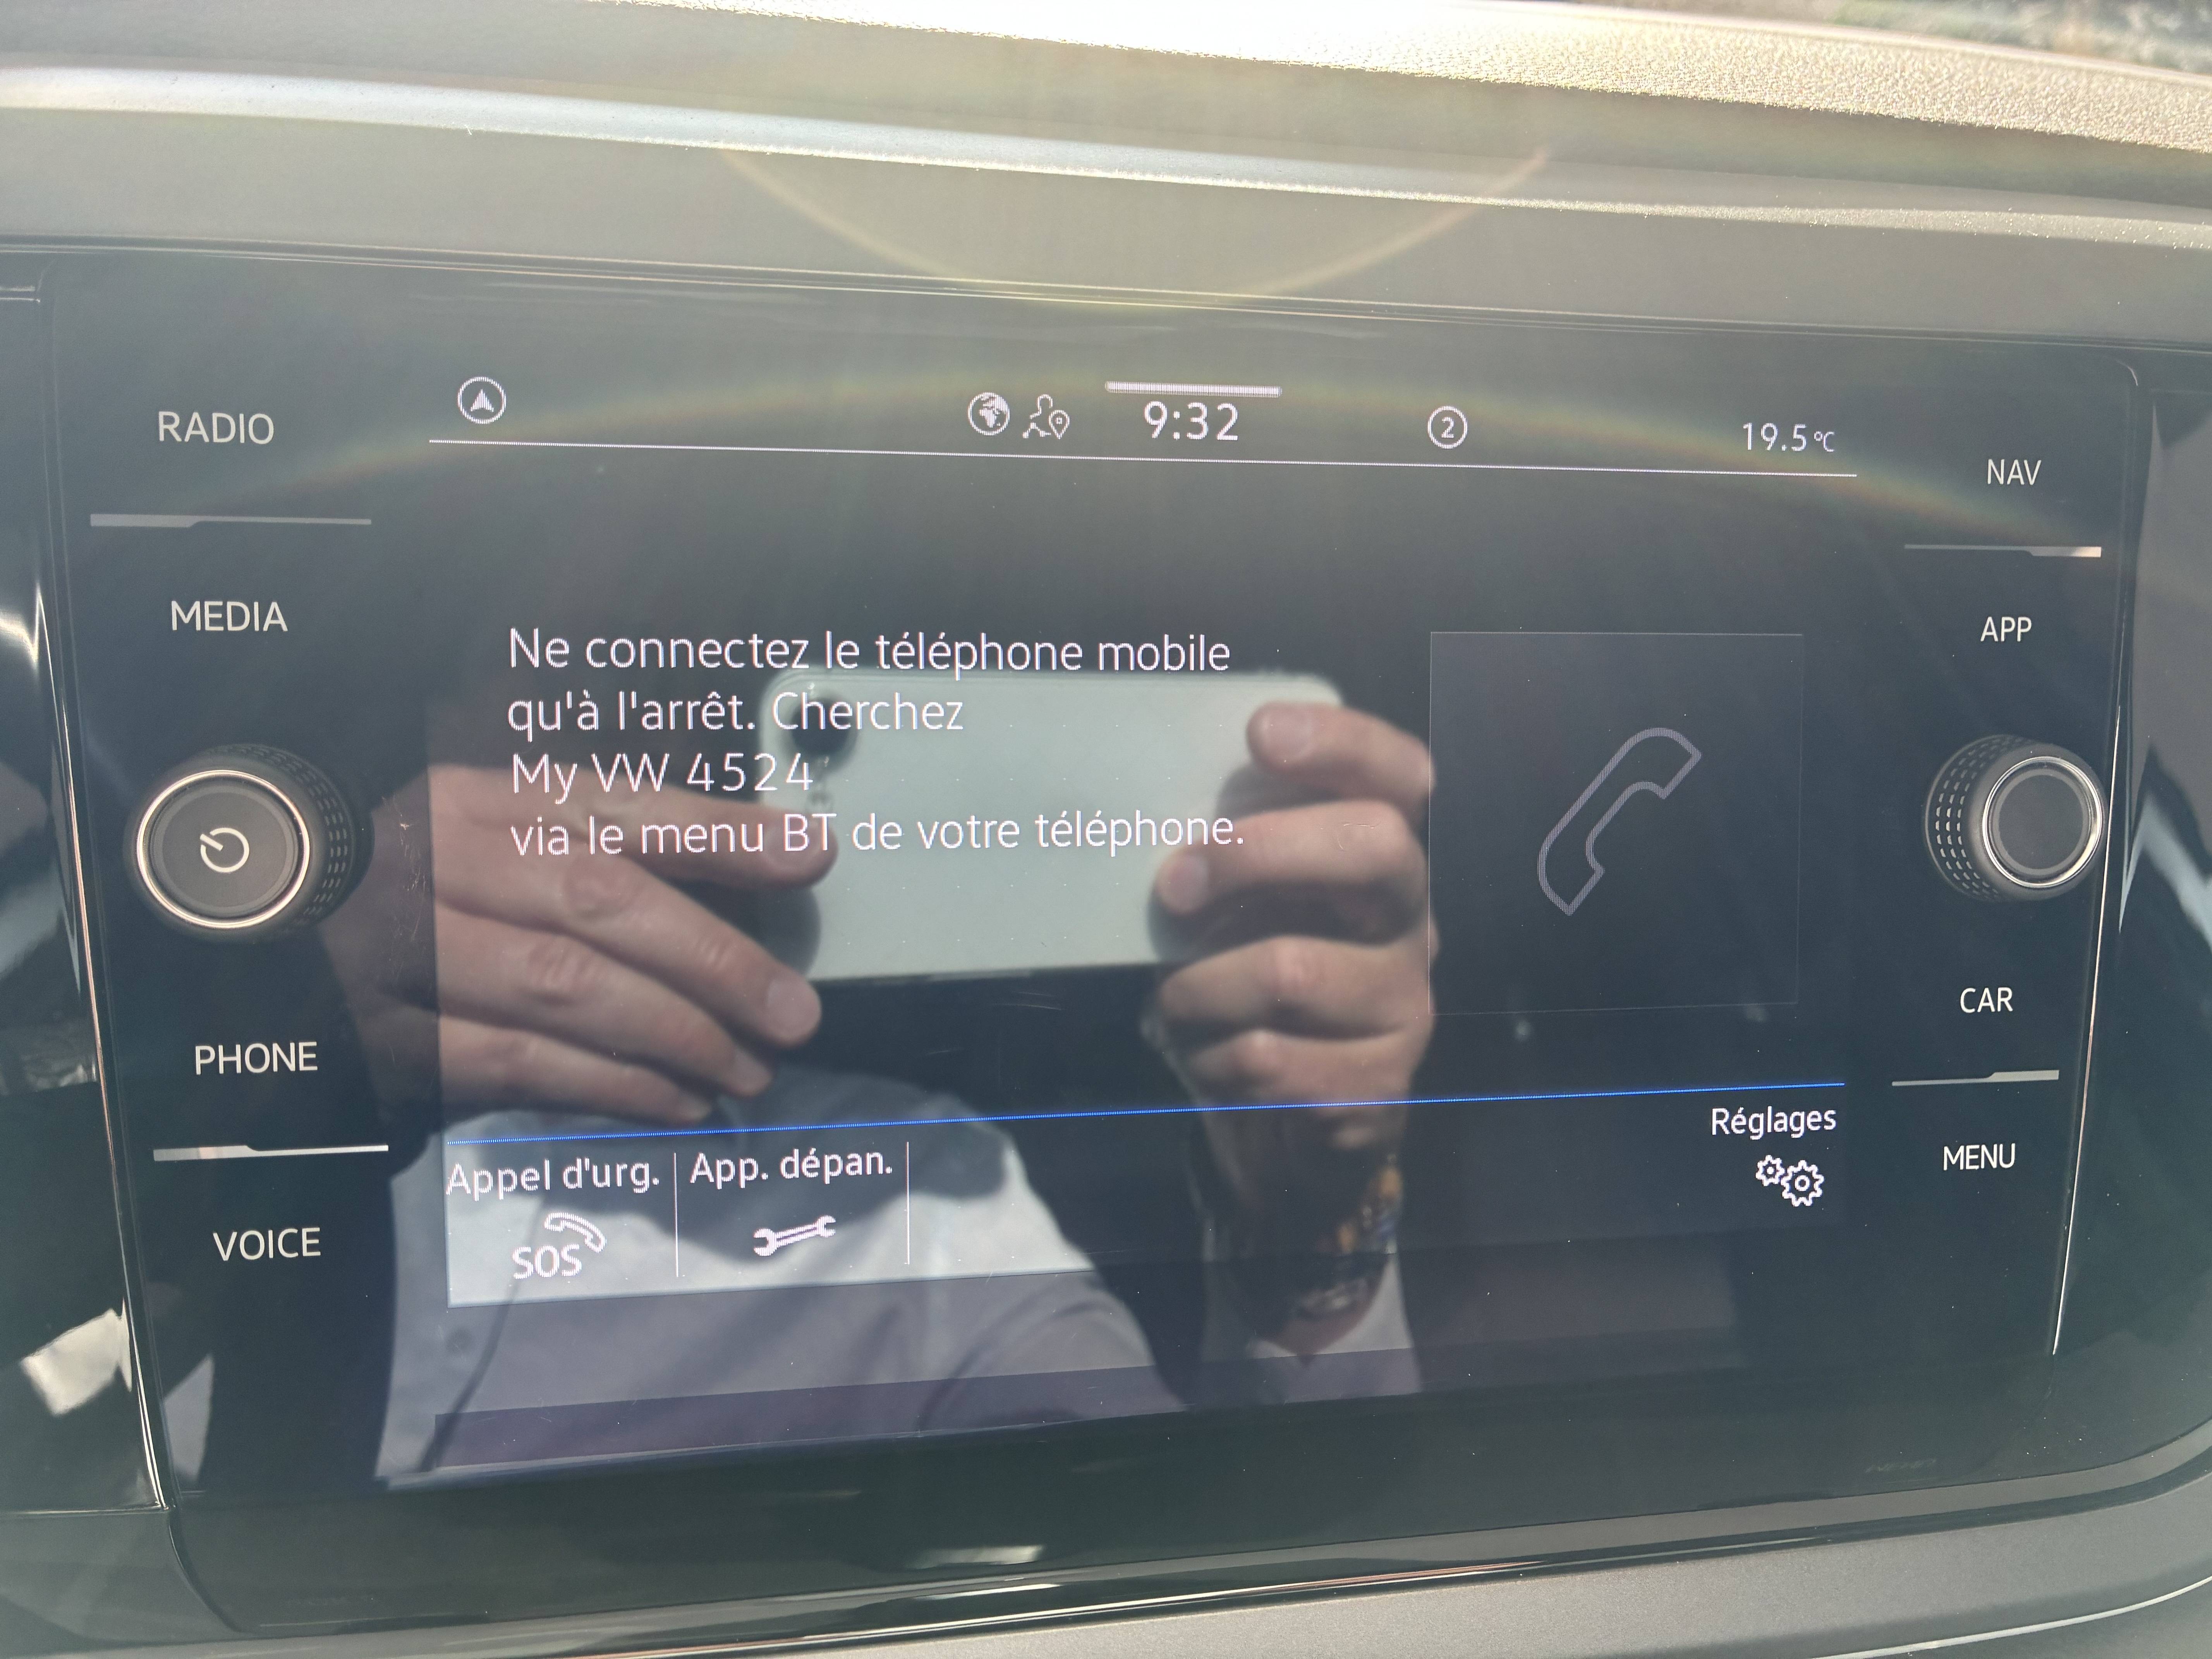 RADIO
MEDIA
PHONE
VOICE
9:32
2
19.5°C
Ne connectez le téléphone mobile
qu'à l'arrêt. Cherchez
My VW 4524
via le menu BT de votre téléphone.
Appel d'urg.
SOS
App. dépan.
Réglages
NAV
APP
CAR
MENU